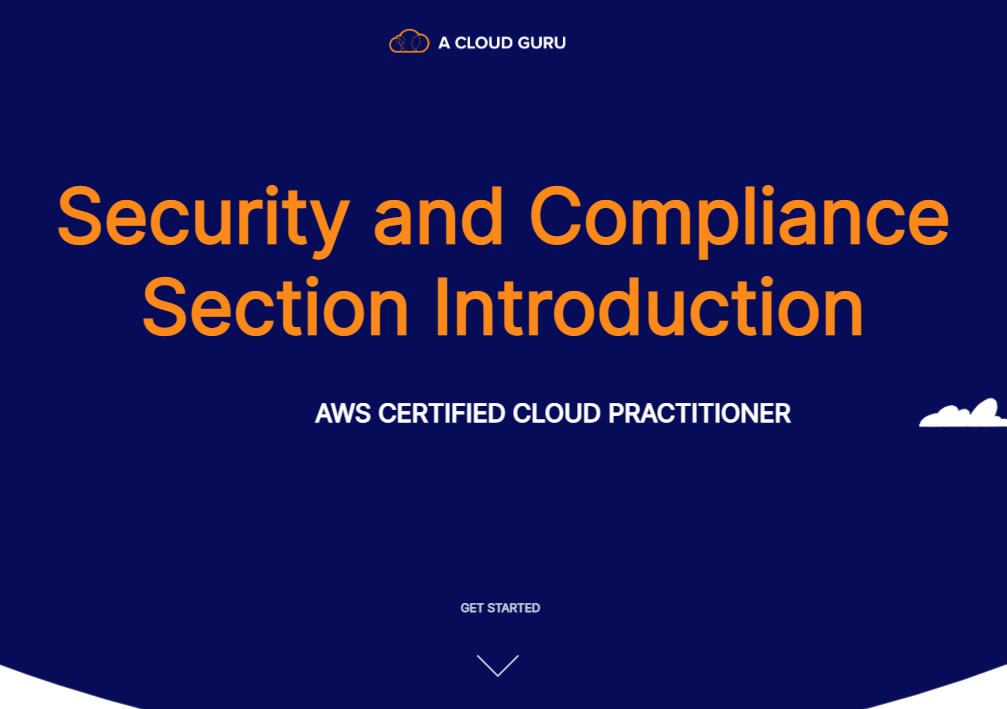 A CLOUD GURU
Security and Compliance
Section Introduction
AWS CERTIFIED CLOUD PRACTITIONER
GET STARTED